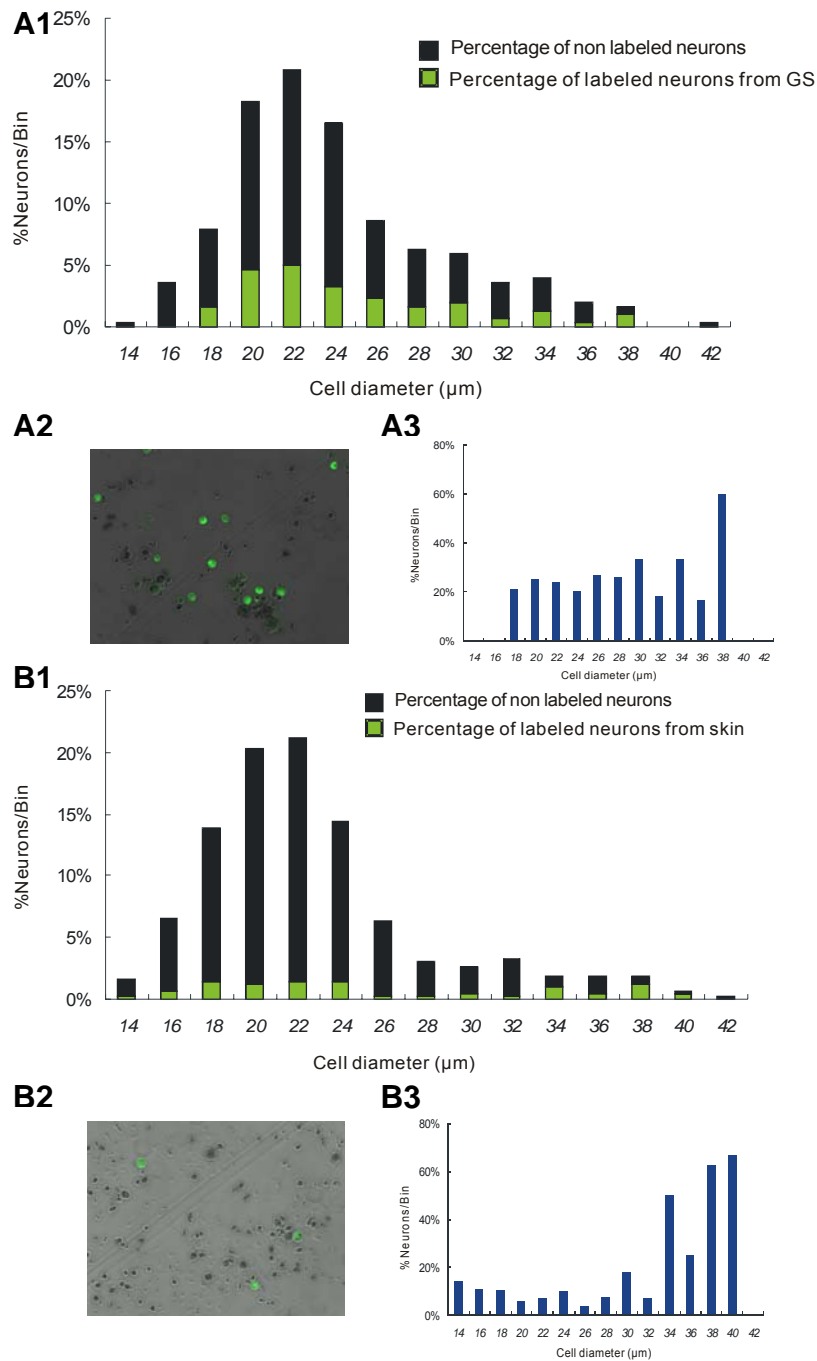 A1
25%
20%
15%
10%
5%
0%
%Neurons/Bin
Percentage of non labeled neurons
Percentage of labeled neurons from GS
14 16 18 20 22 24 26 28 30 32 34 36 38 40 42
Cell diameter (µm)
A2
A3
80%
60%
40%
20%
0%
%Neurons/Bin
14 16 18 20 22 24 26 28 30 32 34 36 38 40 42
Cell diameter (µm)
B1
25%
20%
15%
10%
5%
0%
%Neurons/Bin
Percentage of non labeled neurons
Percentage of labeled neurons from skin
14 16 18 20 22 24 26 28 30 32 34 36 38 40 42
Cell diameter (µm)
B2
B3
80%
60%
40%
20%
0%
%Neurons/Bin
14 16 18 20 22 24 26 28 30 32 34 36 38 40 42
Cell diameter (µm)